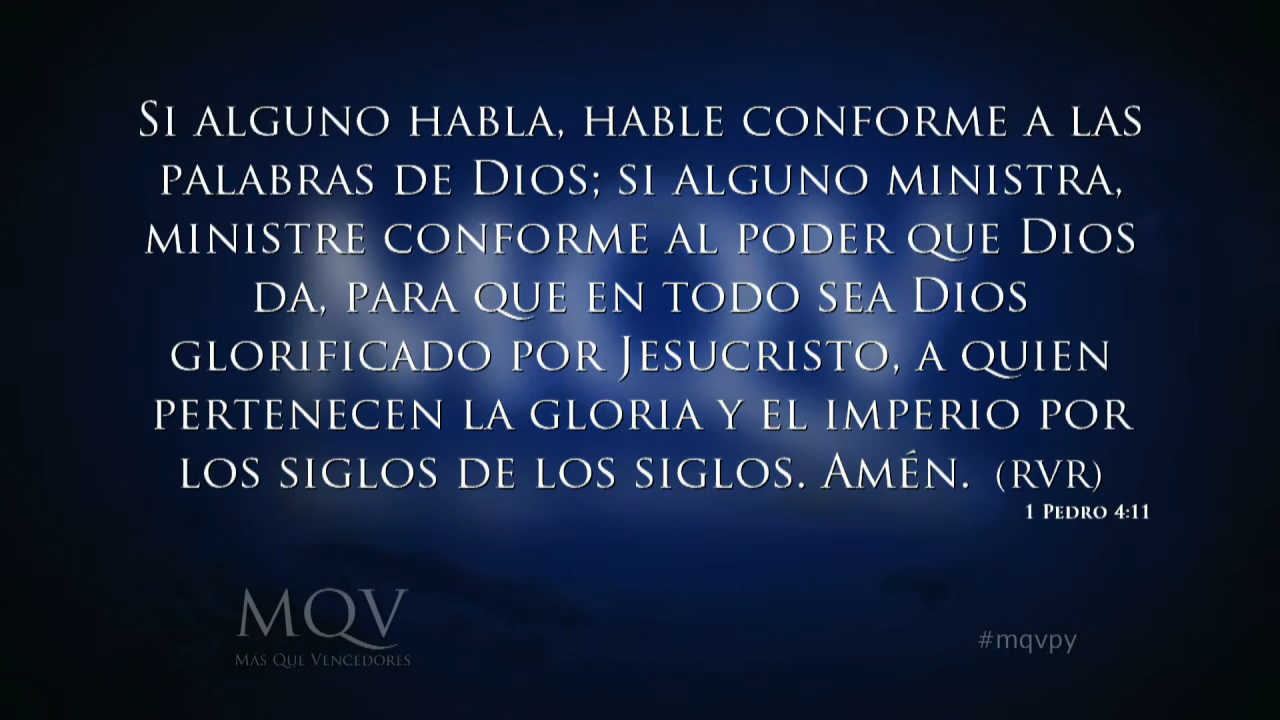 Si alguno habla, hable conforme a las
palabras de Dios; si alguno ministra,
ministre conforme al poder que Dios
da, para que en todo sea Dios
glorificado por Jesucristo, a quien
pertenecen la gloria y el imperio por
los siglos de los siglos. Amén. (RVR)
1 Pedro 4:11
MQV
MQV
Más Que Vencedores
#mqvpy